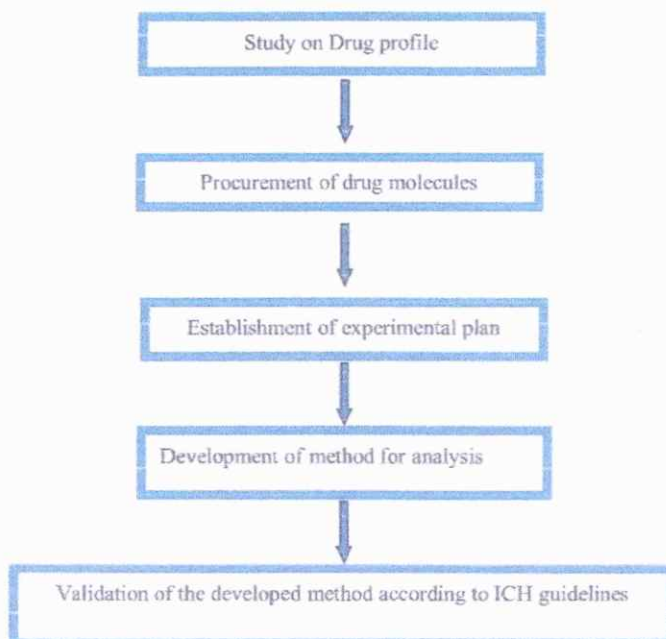 Study on Drug profile
Procurement of drug molecules
Establishment of experimental plan
Development of method for analysis
Validation of the developed method according to ICH guidelines